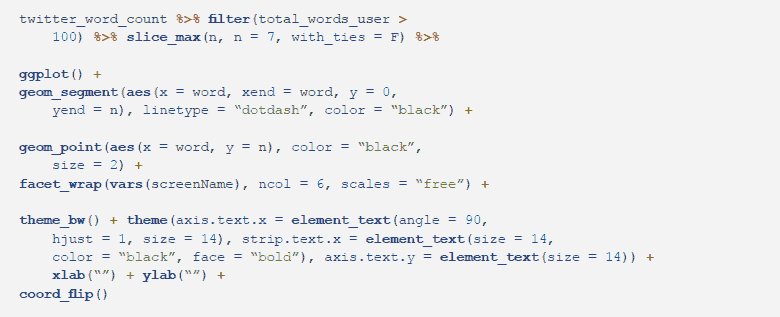 twitter_word_count %>% filter(total_words_user >
100) %>% slice_max(n, n = 7, with_ties = F) %>%
ggplot() +
geom_segment(aes(x = word, xend = word, y = 0,
yend = n), linetype = “dotdash”, color = “black”) +
geom_point(aes(x = word, y = n), color = “black”,
size = 2) +
facet_wrap(vars(screenName), ncol = 6, scales = “free”) +
theme_bw() + theme(axis.text.x = element_text(angle = 90,
hjust = 1, size = 14), strip.text.x = element_text(size = 14,
color = “black”, face = “bold”), axis.text.y = element_text(size = 14)) +
xlab(“”) + ylab(“”) +
coord_flip()